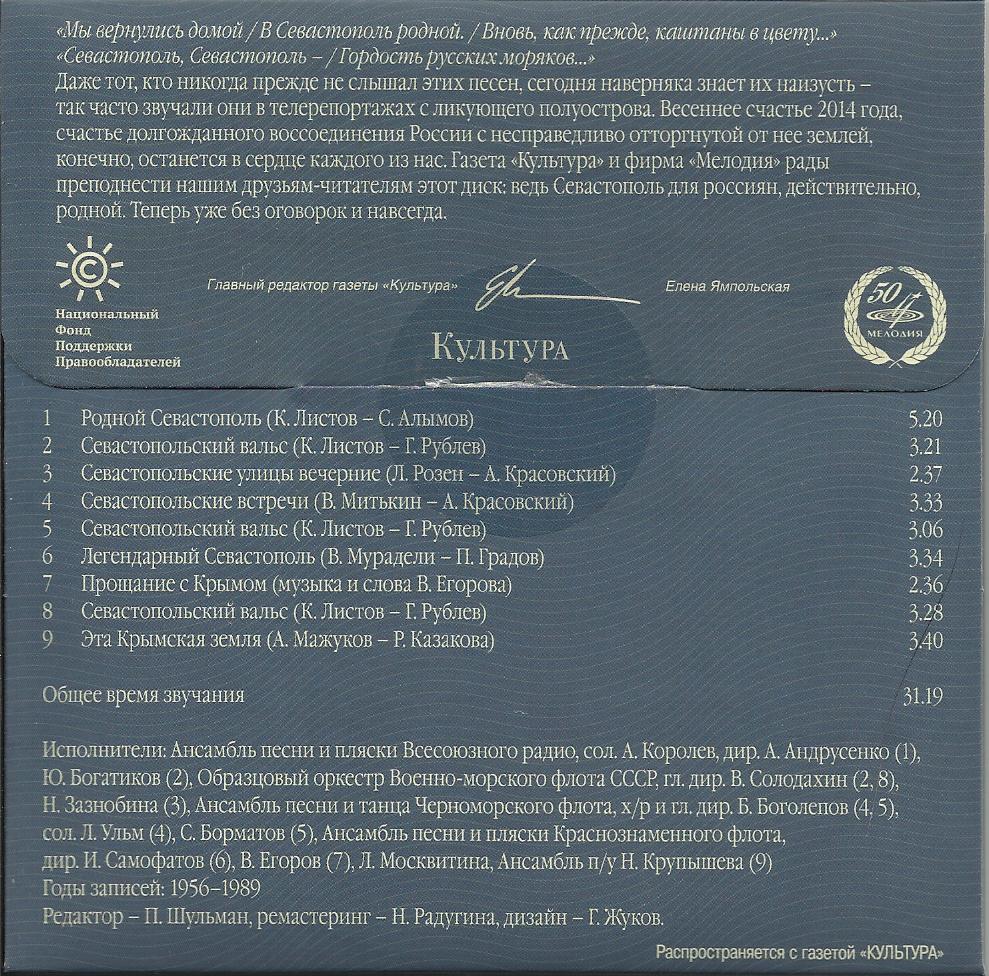 «Мы вернулись домой / В Севастополь родной. / Вновь, как прежде, каштаны в цвету...»
«Севастополь, Севастополь – / Гордость русских моряков...»
Даже тот, кто никогда прежде не слышал этих песен, сегодня наверняка знает их наизусть –
так часто звучали они в телерепортажах с ликующего полуострова. Весеннее счастье 2014 года,
счастье долгожданного воссоединения России с несправедливо отторгнутой от нее землей,
конечно, останется в сердце каждого из нас. Газета «Культура» и фирма «Мелодия» рады
преподнести нашим друзьям-читателям этот диск: ведь Севастополь для россиян, действительно,
родной. Теперь уже без оговорок и навсегда.
Главный редактор газеты «Культура» Елена Ямпольская
©
Национальный
Фонд
Поддержки
Правообладателей
Культура
50
МЕЛОДИЯ
1 Родной Севастополь (К. Листов – С. Алымов) 5.20
2 Севастопольский вальс (К. Листов – Г. Рублев) 3.21
3 Севастопольские улицы вечерние (Л. Розен – А. Красовский) 2.37
4 Севастопольские встречи (В. Митькин – А. Красовский) 3.33
5 Севастопольский вальс (К. Листов – Г. Рублев) 3.06
6 Легендарный Севастополь (В. Мурадели – П. Градов) 3.34
7 Прощание с Крымом (музыка и слова В. Егорова) 2.36
8 Севастопольский вальс (К. Листов – Г. Рублев) 3.28
9 Эта Крымская земля (А. Мажуков – Р. Казакова) 3.40
Общее время звучания 31.19
Исполнители: Ансамбль песни и пляски Всесоюзного радио, сол. А. Королев, дир. А. Андрусенко (1),
Ю. Богатиков (2), Образцовый оркестр Военно-морского флота СССР, гл. дир. В. Солодахин (2, 8),
Н. Зазнобина (3), Ансамбль песни и танца Черноморского флота, х/р и гл. дир. Б. Боголепов (4, 5),
сол. Л. Ульм (4), С. Борматов (5), Ансамбль песни и пляски Краснознаменного флота,
дир. И. Самофатов (6), В. Егоров (7), Л. Москвитина, Ансамбль п/у Н. Крупышева (9)
Годы записей: 1956–1989
Редактор – П. Шульман, ремастеринг – Н. Радугина, дизайн – Г. Жуков.
Распространяется с газетой «КУЛЬТУРА»